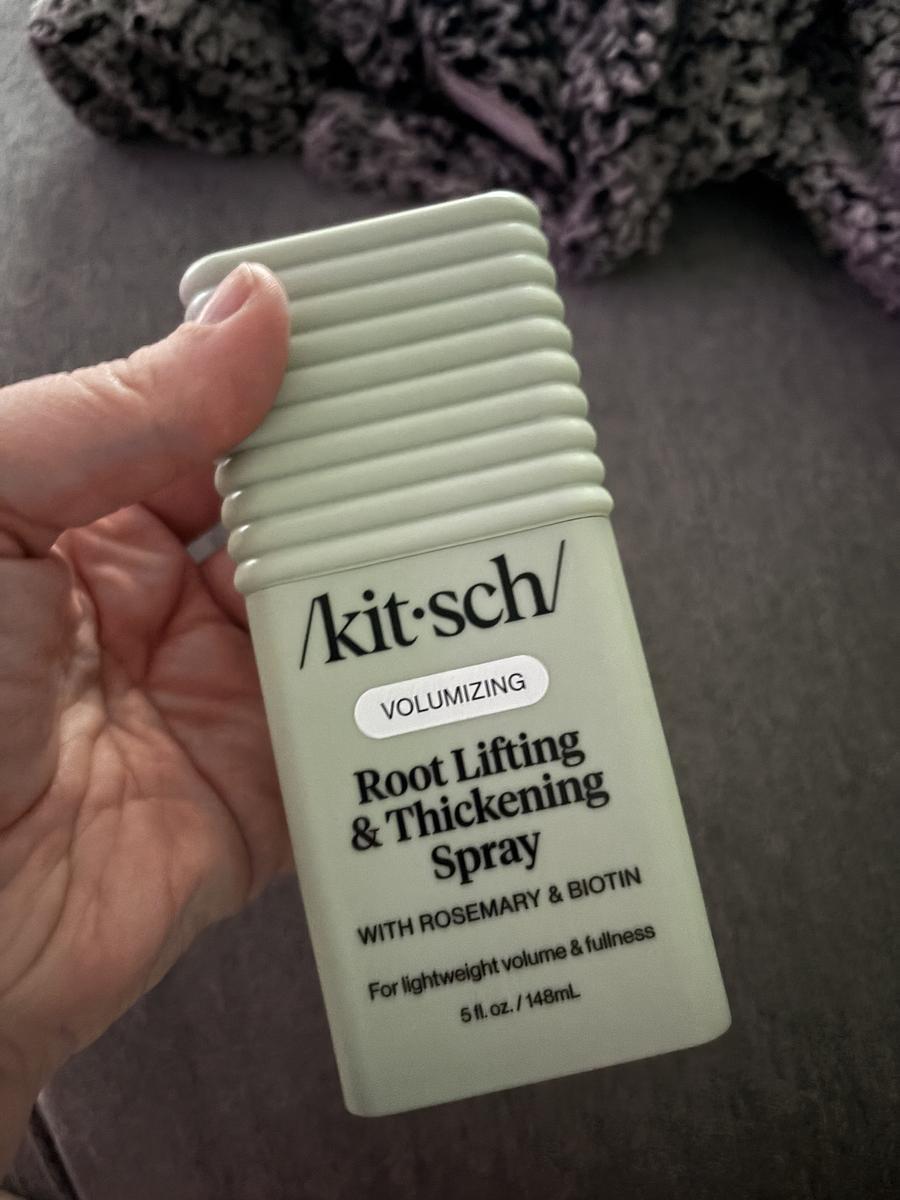 /kit·sch/
VOLUMIZING
Root Lifting
& Thickening
Spray
WITH ROSEMARY & BIOTIN
For lightweight volume & fullness
5 fl. oz. / 148mL